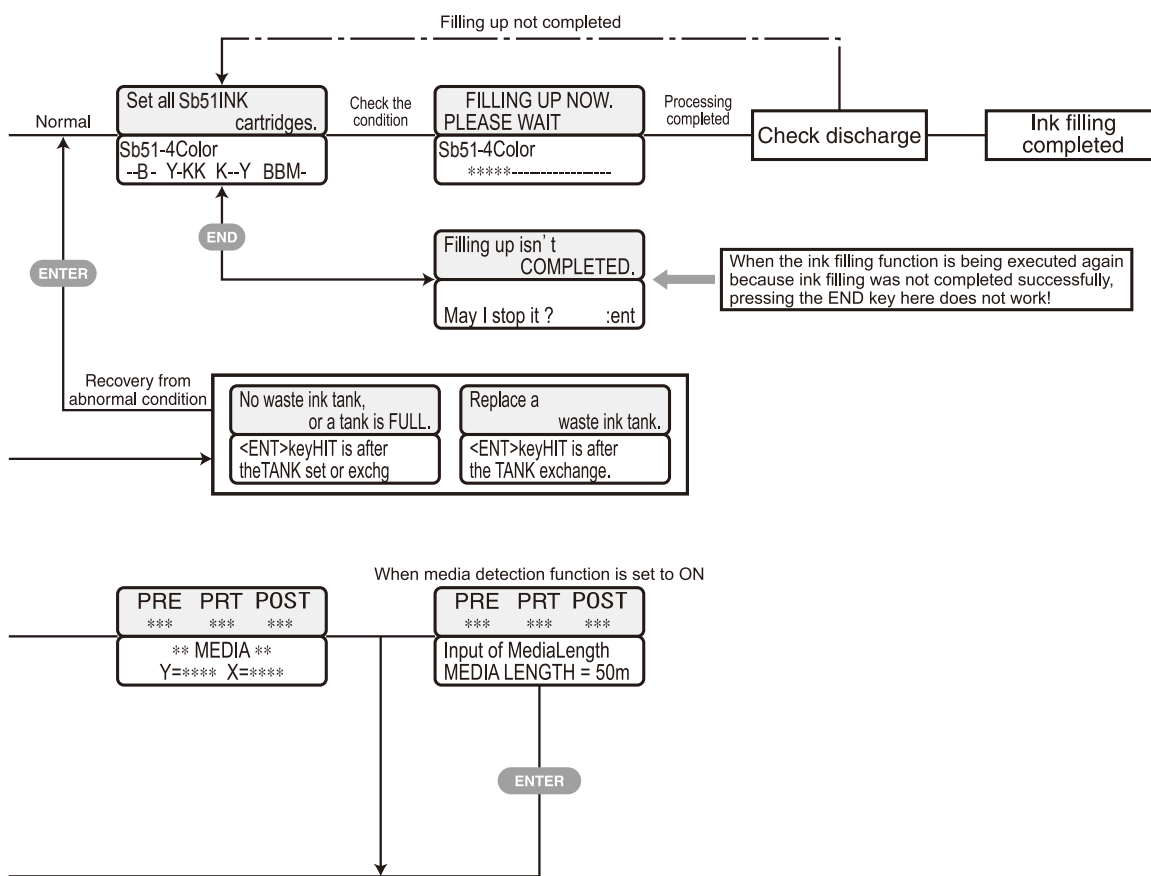 Filling up not completed
Normal
Set all Sb51INK
cartridges.
Sb51-4Color
--B- Y-KK K--Y BBM-
Check the
condition
FILLING UP NOW.
PLEASE WAIT
Sb51-4Color
*****-----------------
Processing
completed
Check discharge
Ink filling
completed
END
ENTER
Filling up isn't
COMPLETED.
May I stop it ? :ent
When the ink filling function is being executed again
because ink filling was not completed successfully,
pressing the END key here does not work!
Recovery from
abnormal condition
No waste ink tank,
or a tank is FULL.
<ENT>keyHIT is after
theTANK set or exchg
Replace a
waste ink tank.
<ENT>keyHIT is after
the TANK exchange.
When media detection function is set to ON
PRE PRT POST
*** *** ***
** MEDIA **
Y=**** X=****
PRE PRT POST
*** *** ***
Input of MediaLength
MEDIA LENGTH = 50m
ENTER